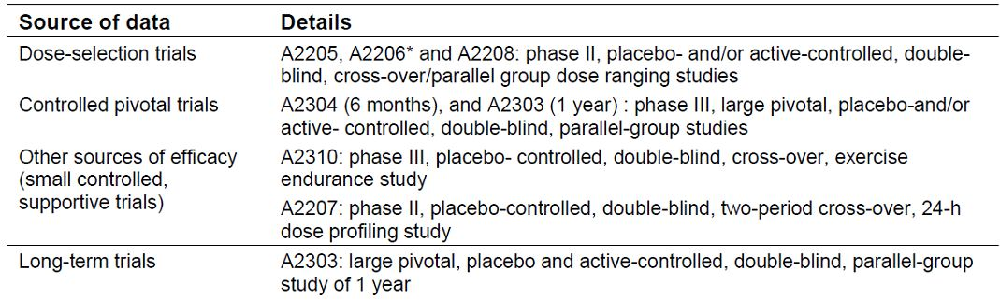 Source of data Details
Dose-selection trials A2205, A2206* and A2208: phase II, placebo- and/or active-controlled, double-
blind, cross-over/parallel group dose ranging studies
Controlled pivotal trials A2304 (6 months), and A2303 (1 year) : phase III, large pivotal, placebo-and/or
active- controlled, double-blind, parallel-group studies
Other sources of efficacy A2310: phase III, placebo- controlled, double-blind, cross-over, exercise
(small controlled, endurance study
supportive trials) A2207: phase II, placebo-controlled, double-blind, two-period cross-over, 24-h
dose profiling study
Long-term trials A2303: large pivotal, placebo and active-controlled, double-blind, parallel-group
study of 1 year